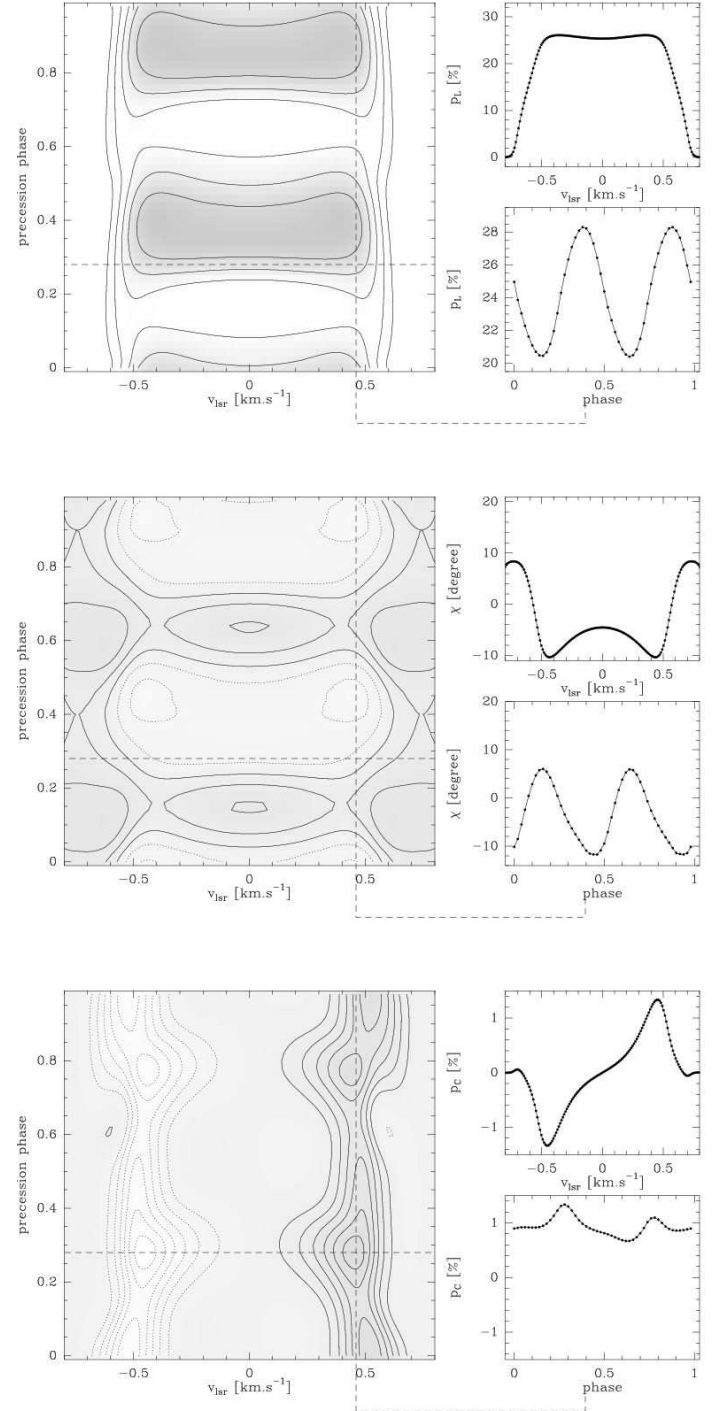 precession phase
0.8
0.6
0.4
0.2
0
−0.5 0 0.5
v_lsr [km.s⁻¹]
p_L [%]
30
20
10
0
−0.5 0 0.5
v_lsr [km.s⁻¹]
p_L [%]
28
26
24
22
20
0 0.5 1
phase
precession phase
0.8
0.6
0.4
0.2
0
−0.5 0 0.5
v_lsr [km.s⁻¹]
χ [degree]
20
10
0
−10
−0.5 0 0.5
v_lsr [km.s⁻¹]
χ [degree]
20
10
0
−10
0 0.5 1
phase
precession phase
0.8
0.6
0.4
0.2
0
−0.5 0 0.5
v_lsr [km.s⁻¹]
p_C [%]
1
0
−1
−0.5 0 0.5
v_lsr [km.s⁻¹]
p_C [%]
1
0
−1
0 0.5 1
phase